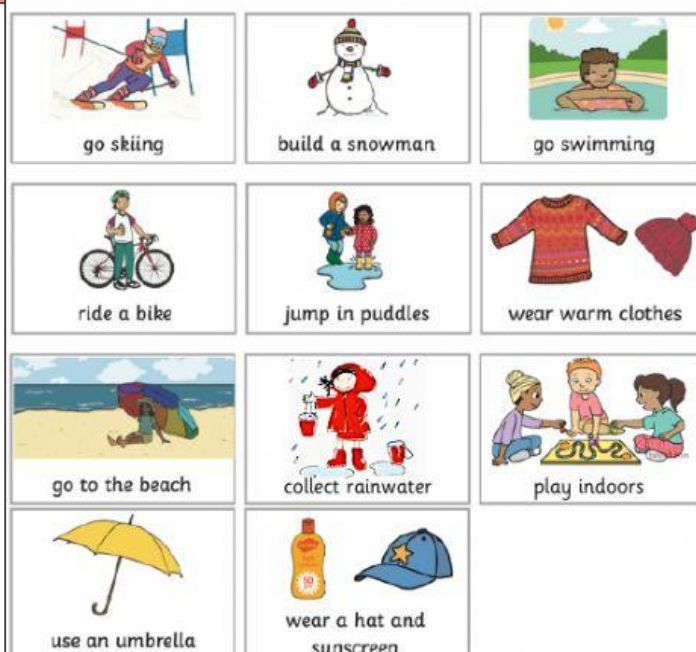 go skiing
build a snowman
go swimming
ride a bike
jump in puddles
wear warm clothes
go to the beach
collect rainwater
play indoors
use an umbrella
50
wear a hat and
sunscreen